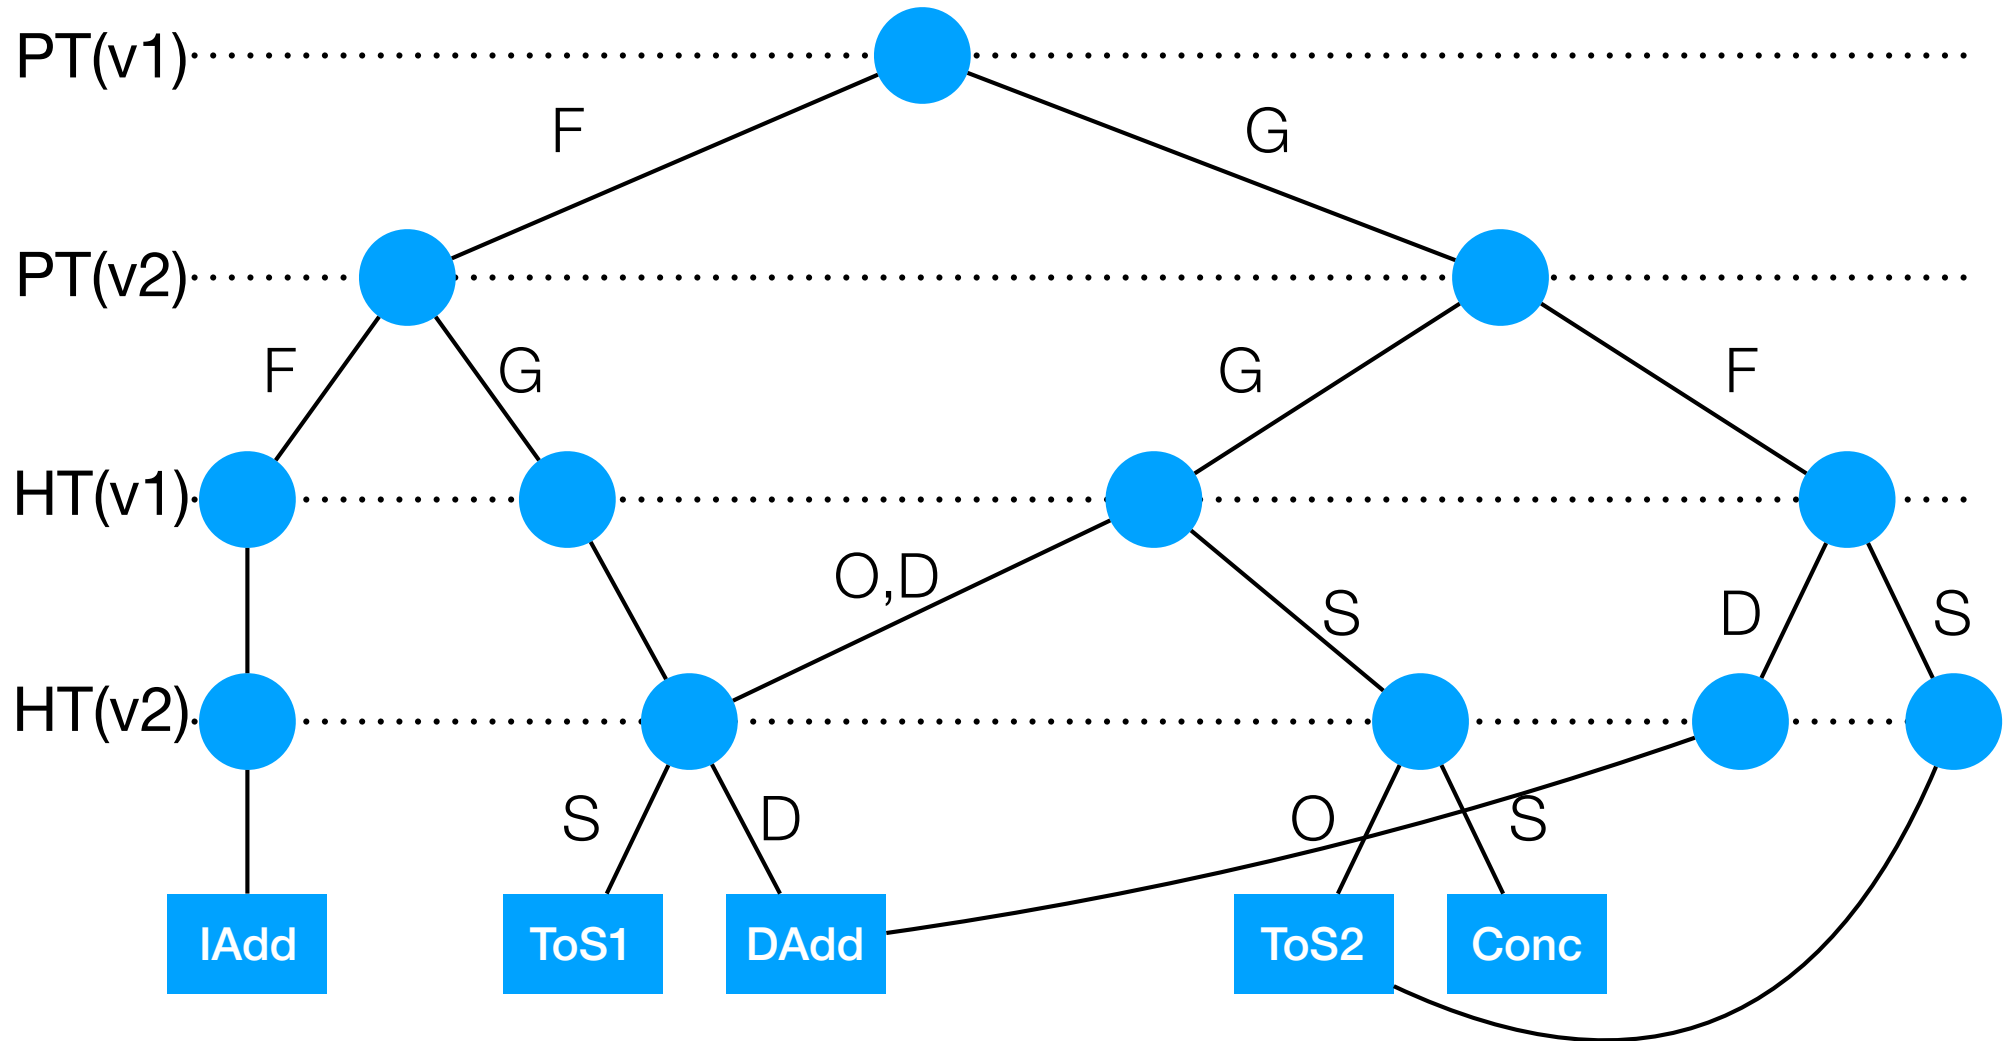 PT(v1)
F
G
PT(v2)
F
G
G
F
HT(v1)
O,D
S
D
S
HT(v2)
S
D
O
S
IAdd
ToS1
DAdd
ToS2
Conc